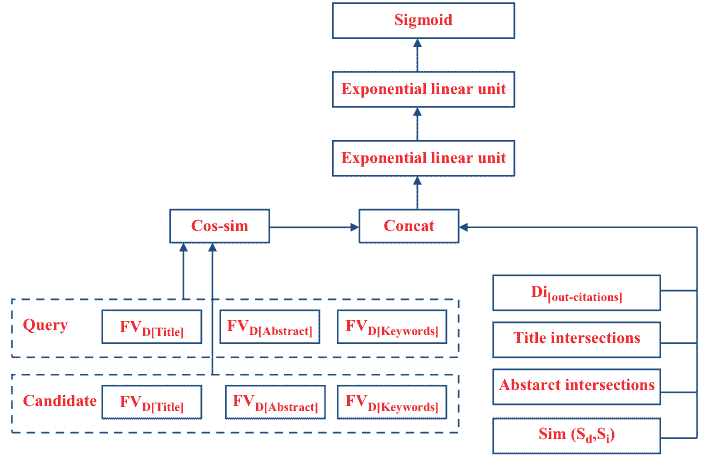 Sigmoid
Exponential linear unit
Exponential linear unit
Cos-sim
Concat
Query
FVD[Title]
FVD[Abstract]
FVD[Keywords]
Candidate
FVD[Title]
FVD[Abstract]
FVD[Keywords]
Di[out-citations]
Title intersections
Abstarct intersections
Sim (Sd,Si)